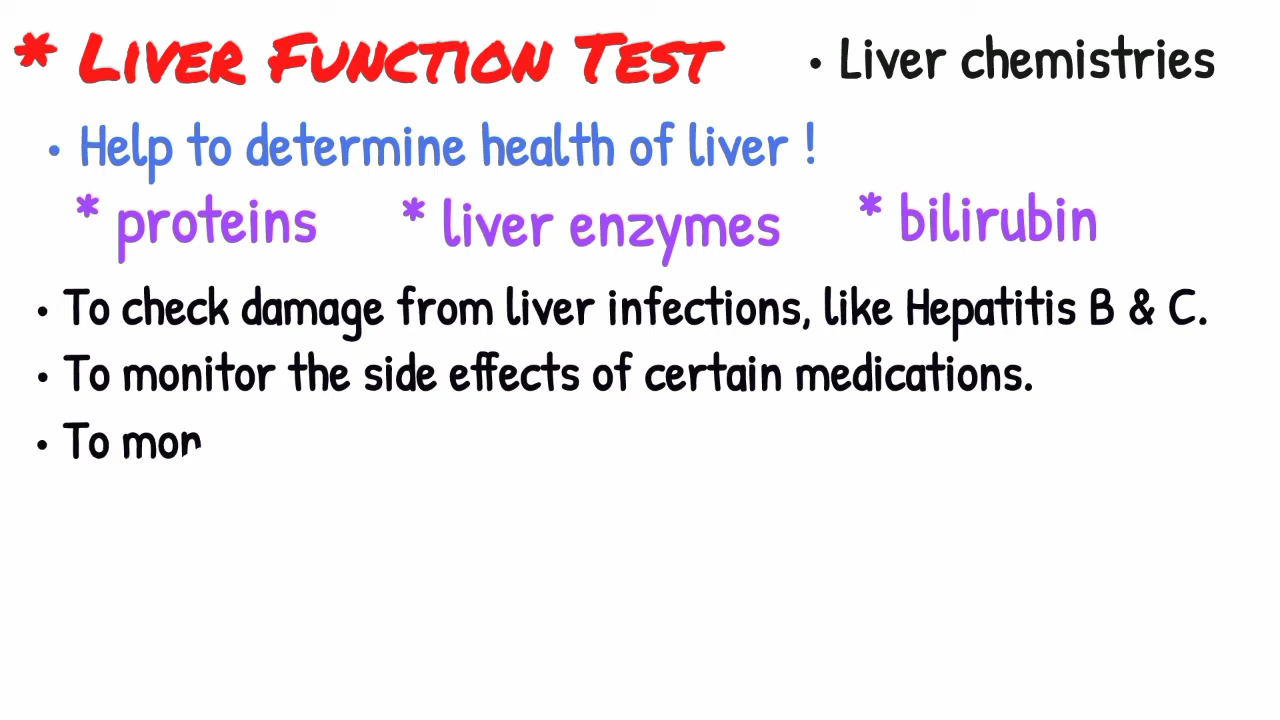 * Liver Function Test • Liver chemistries
• Help to determine health of liver !
* proteins * liver enzymes * bilirubin
• To check damage from liver infections, like Hepatitis B & C.
• To monitor the side effects of certain medications.
• To mon